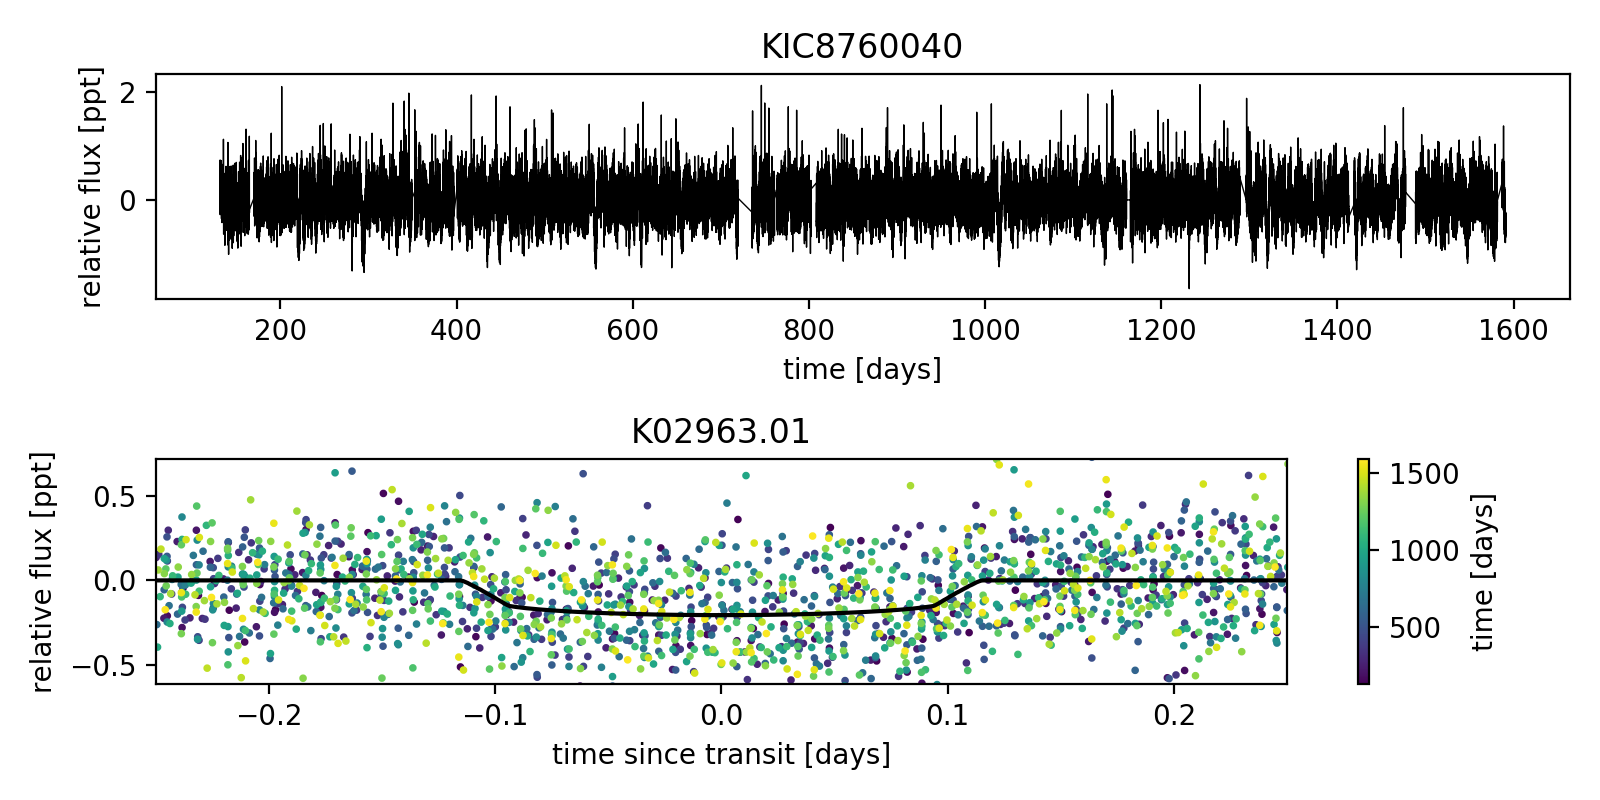 KIC8760040
relative flux [ppt]
2
0
200 400 600 800 1000 1200 1400 1600
time [days]
K02963.01
relative flux [ppt]
0.5
0.0
−0.5
−0.2 −0.1 0.0 0.1 0.2
time since transit [days]
1500
1000
500
time [days]